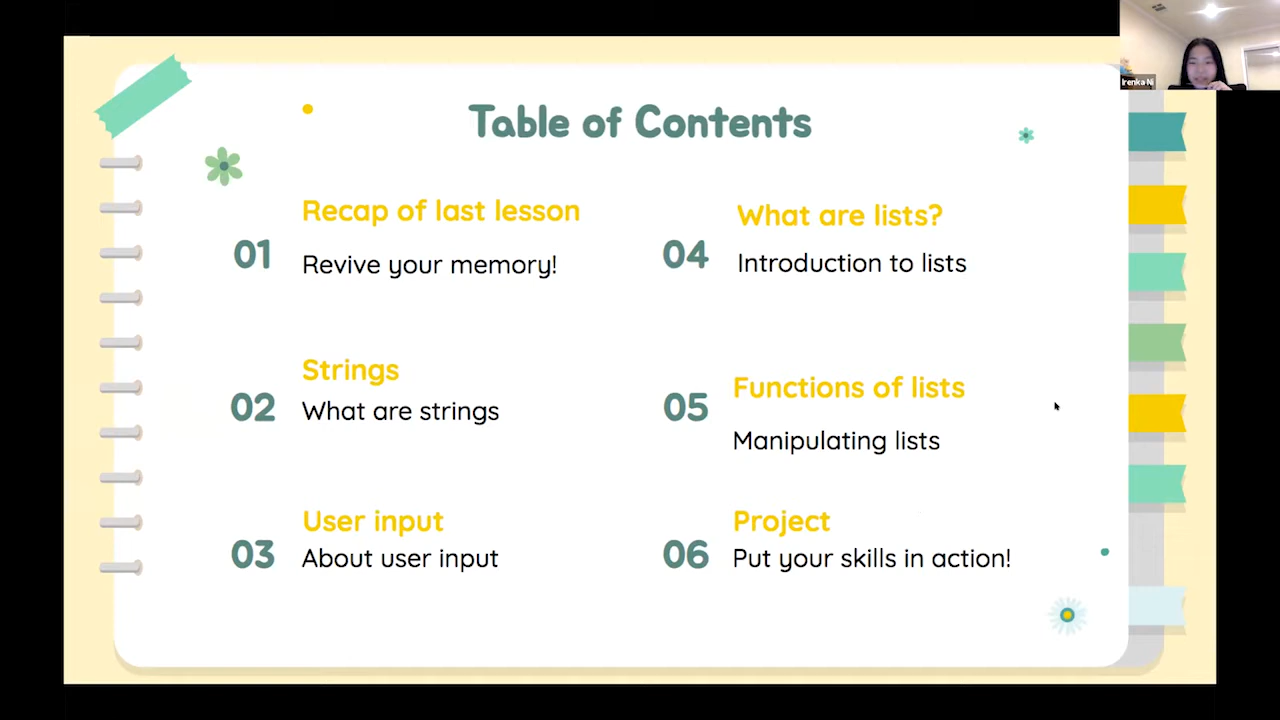 Irenka Ni
Table of Contents
01
Recap of last lesson
Revive your memory!
02
Strings
What are strings
03
User input
About user input
04
What are lists?
Introduction to lists
05
Functions of lists
Manipulating lists
06
Project
Put your skills in action!